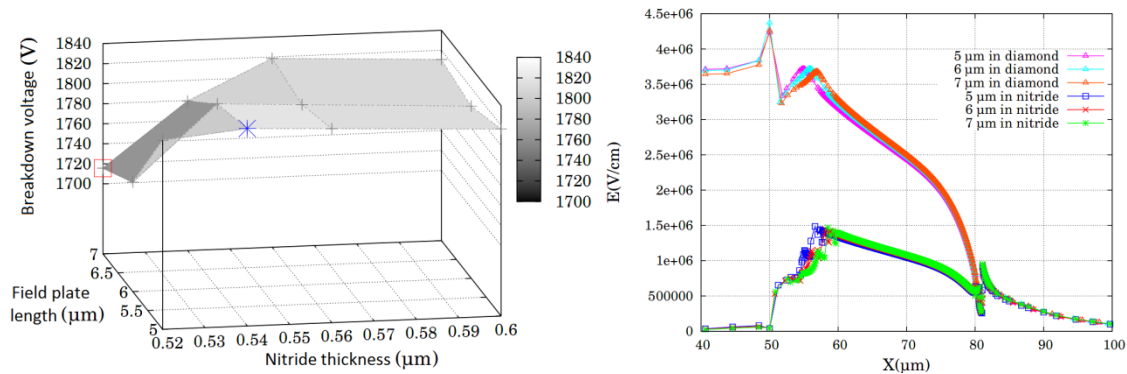 Breakdown voltage (V)
1840
1820
1800
1780
1760
1740
1720
1700
7
6.5
6
5.5
5
Field plate
length (µm)
0.52
0.53
0.54
0.55
0.56
0.57
0.58
0.59
0.6
Nitride thickness (µm)
1840
1820
1800
1780
1760
1740
1720
1700
E(V/cm)
4.5e+06
4e+06
3.5e+06
3e+06
2.5e+06
2e+06
1.5e+06
1e+06
500000
0
5 µm in diamond
6 µm in diamond
7 µm in diamond
5 µm in nitride
6 µm in nitride
7 µm in nitride
40 50 60 70 80 90 100
X(µm)